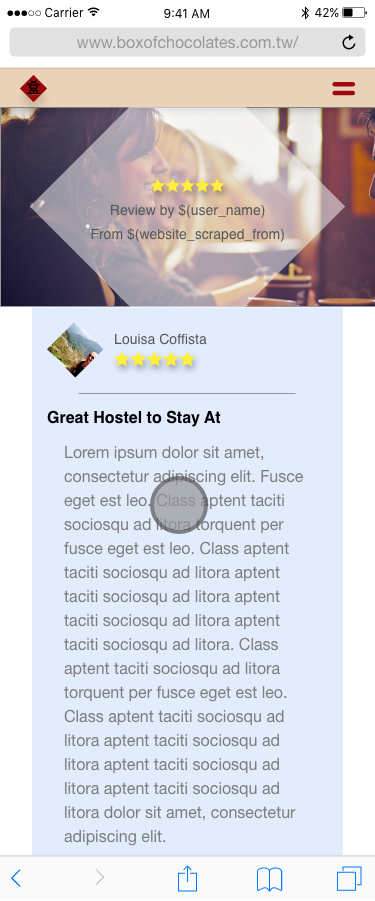 Carrier 9:41 AM 42%
www.boxofchocolates.com.tw/
Review by $(user_name)
From $(website_scraped_from)
Louisa Coffista
Great Hostel to Stay At
Lorem ipsum dolor sit amet,
consectetur adipiscing elit. Fusce
eget est leo. Class aptent taciti
sociosqu ad litora torquent per
fusce eget est leo. Class aptent
taciti sociosqu ad litora aptent
taciti sociosqu ad litora aptent
taciti sociosqu ad litora aptent
taciti sociosqu ad litora. Class
aptent taciti sociosqu ad litora
torquent per fusce eget est leo.
Class aptent taciti sociosqu ad
litora aptent taciti sociosqu ad
litora aptent taciti sociosqu ad
litora aptent taciti sociosqu ad
litora dolor sit amet, consectetur
adipiscing elit.